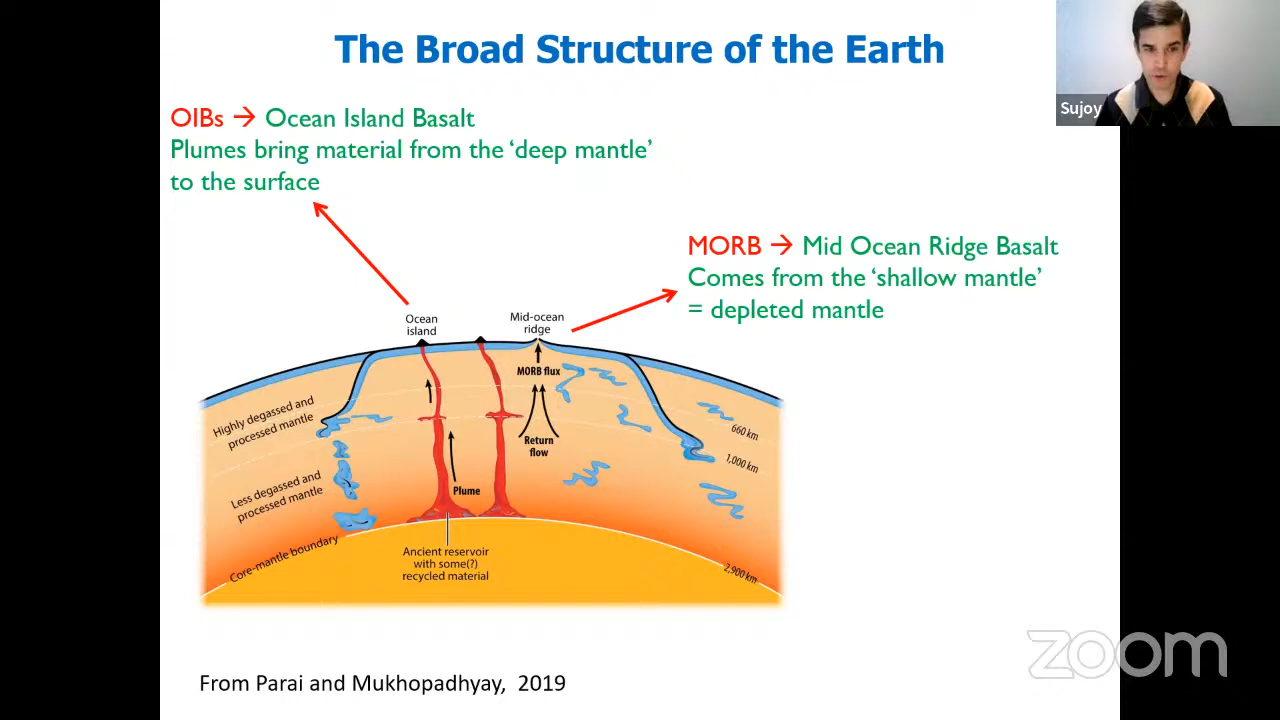 The Broad Structure of the Earth
Sujoy
OIBs → Ocean Island Basalt
Plumes bring material from the ‘deep mantle’
to the surface
MORB → Mid Ocean Ridge Basalt
Comes from the ‘shallow mantle’
= depleted mantle
Ocean
island
Mid-ocean
ridge
MORB flux
Highly degassed and
processed mantle
660 km
Return
flow
1,000 km
Less degassed and
processed mantle
Plume
Core-mantle boundary
Ancient reservoir
with some(?)
recycled material
2,900 km
zoom
From Parai and Mukhopadhyay, 2019